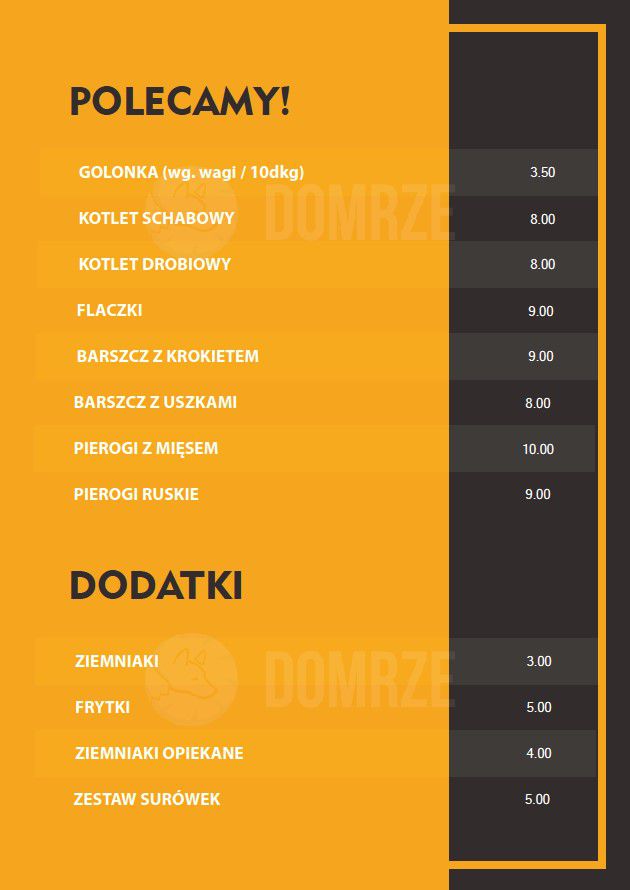 POLECAMY!
GOLONKA (wg. wagi / 10dkg) 3.50
DOMRZE
KOTLET SCHABOWY 8.00
KOTLET DROBIOWY 8.00
FLACZKI 9.00
BARSZCZ Z KROKIETEM 9.00
BARSZCZ Z USZKAMI 8.00
PIEROGI Z MIĘSEM 10.00
PIEROGI RUSKIE 9.00
DODATKI
ZIEMNIAKI 3.00
DOMRZE
FRYTKI 5.00
ZIEMNIAKI OPIEKANE 4.00
ZESTAW SURÓWEK 5.00